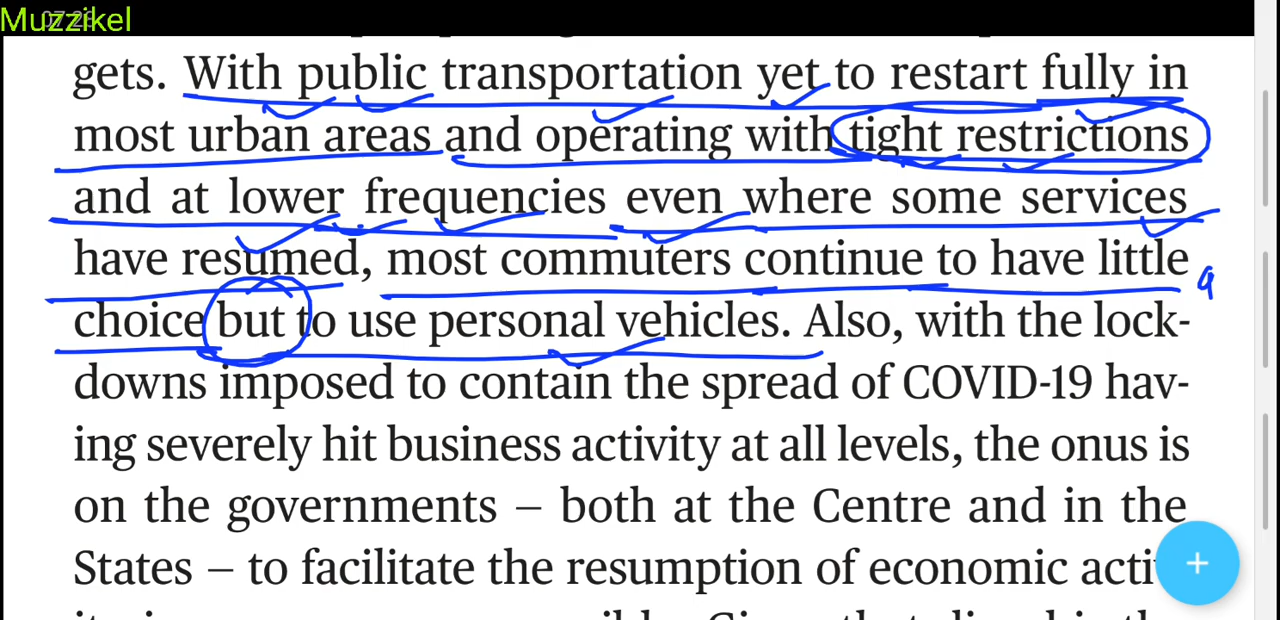 Muzzikel
gets. With public transportation yet to restart fully in
most urban areas and operating with tight restrictions
and at lower frequencies even where some services
have resumed, most commuters continue to have little
choice but to use personal vehicles. Also, with the lock-
downs imposed to contain the spread of COVID-19 hav-
ing severely hit business activity at all levels, the onus is
on the governments – both at the Centre and in the
States – to facilitate the resumption of economic acti